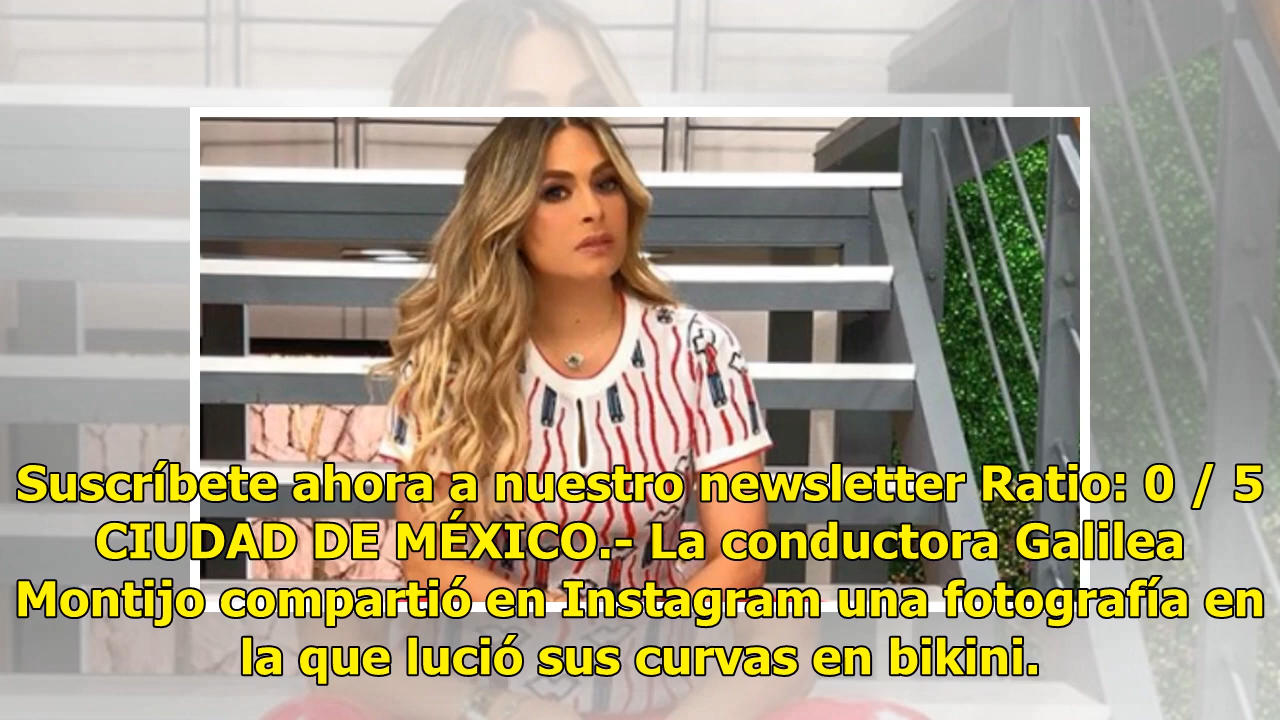 Suscríbete ahora a nuestro newsletter Ratio: 0 / 5
CIUDAD DE MÉXICO.- La conductora Galilea
Montijo compartió en Instagram una fotografía en
la que lució sus curvas en bikini.